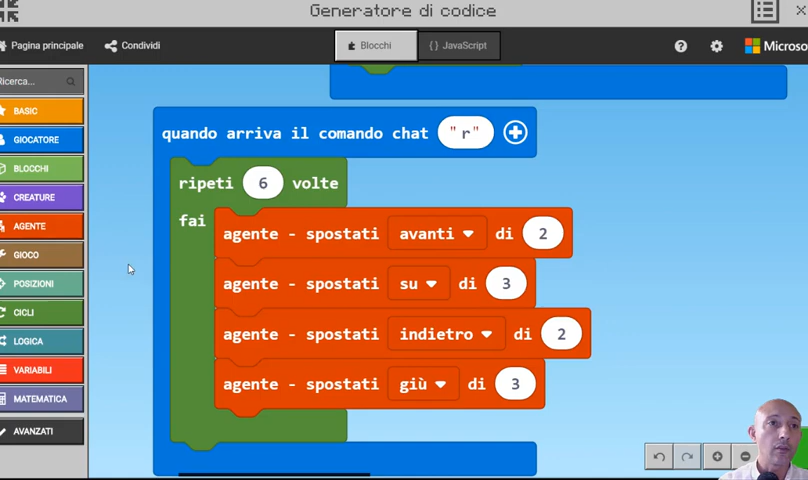 Generatore di codice
Pagina principale
Condividi
Blocchi
{} JavaScript
?
Microso
Ricerca...
BASIC
GIOCATORE
BLOCCHI
CREATURE
AGENTE
GIOCO
POSIZIONI
CICLI
LOGICA
VARIABILI
MATEMATICA
AVANZATI
quando arriva il comando chat "r"
ripeti 6 volte
fai
agente - spostati avanti di 2
agente - spostati su di 3
agente - spostati indietro di 2
agente - spostati giù di 3